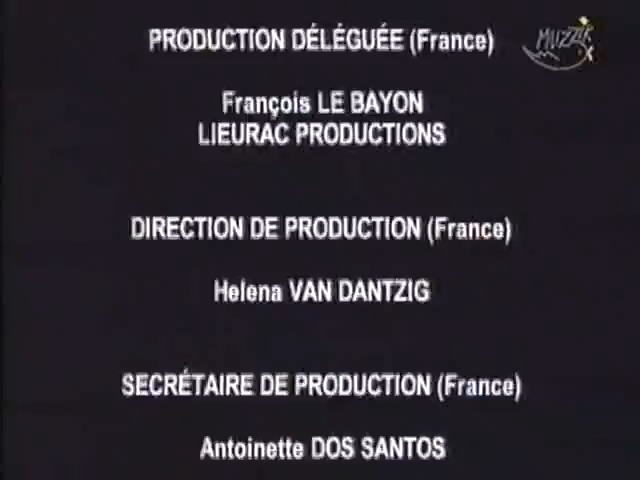 PRODUCTION DÉLÉGUÉE (France)
MUZZIK
François LE BAYON
LIEURAC PRODUCTIONS
DIRECTION DE PRODUCTION (France)
Helena VAN DANTZIG
SECRÉTAIRE DE PRODUCTION (France)
Antoinette DOS SANTOS